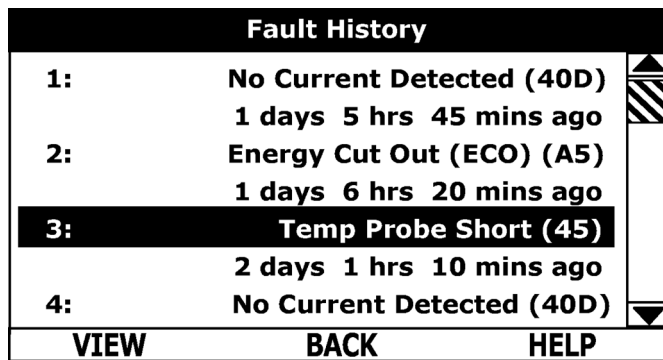 Fault History
1: No Current Detected (40D)
1 days 5 hrs 45 mins ago
2: Energy Cut Out (ECO) (A5)
1 days 6 hrs 20 mins ago
3: Temp Probe Short (45)
2 days 1 hrs 10 mins ago
4: No Current Detected (40D)
VIEW BACK HELP